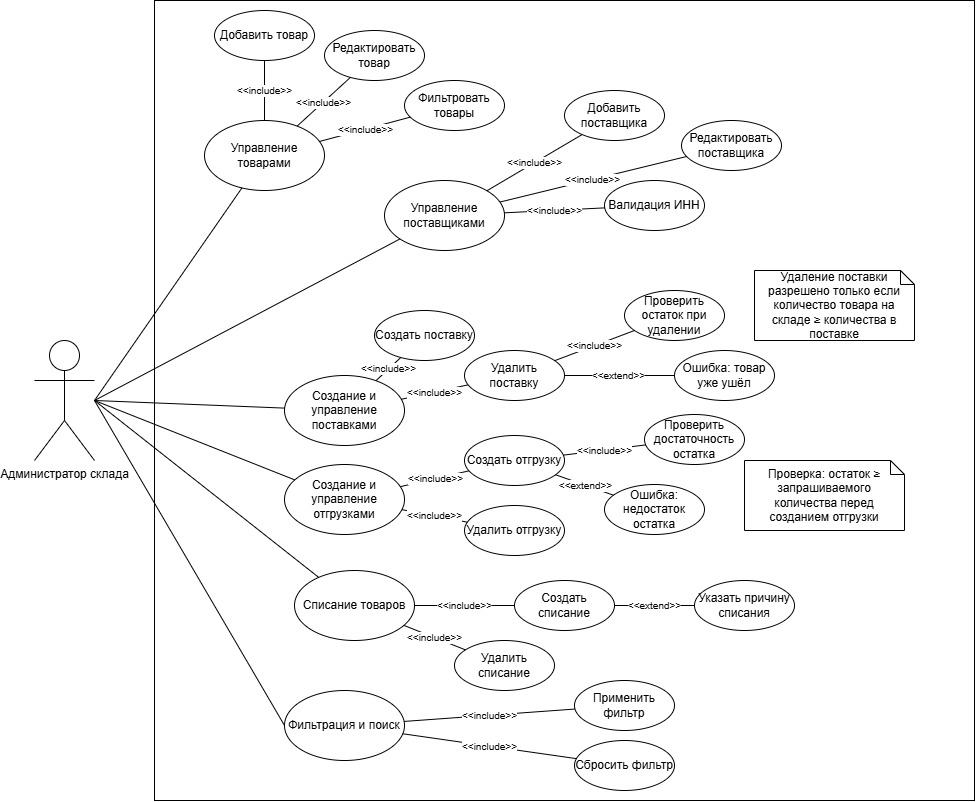 Добавить товар
<<include>>
Редактировать
товар
<<include>>
Фильтровать
товары
<<include>>
Управление
товарами
Добавить
поставщика
<<include>>
Редактировать
поставщика
<<include>>
Валидация ИНН
<<include>>
Управление
поставщиками
Удаление поставки
разрешено только если
количество товара на
складе ≥ количества в
поставке
Создать поставку
<<include>>
Проверить
остаток при
удалении
<<include>>
Удалить
поставку
<<extend>>
Ошибка: товар
уже ушёл
<<include>>
Создание и
управление
поставками
Администратор склада
Создать отгрузку
<<include>>
Проверить
достаточность
остатка
<<include>>
<<extend>>
Ошибка:
недостаток
остатка
Создание и
управление
отгрузками
<<include>>
Удалить отгрузку
Проверка: остаток ≥
запрашиваемого
количества перед
созданием отгрузки
Списание товаров
<<include>>
Создать
списание
<<extend>>
Указать причину
списания
<<include>>
Удалить
списание
Фильтрация и поиск
<<include>>
Применить
фильтр
<<include>>
Сбросить фильтр